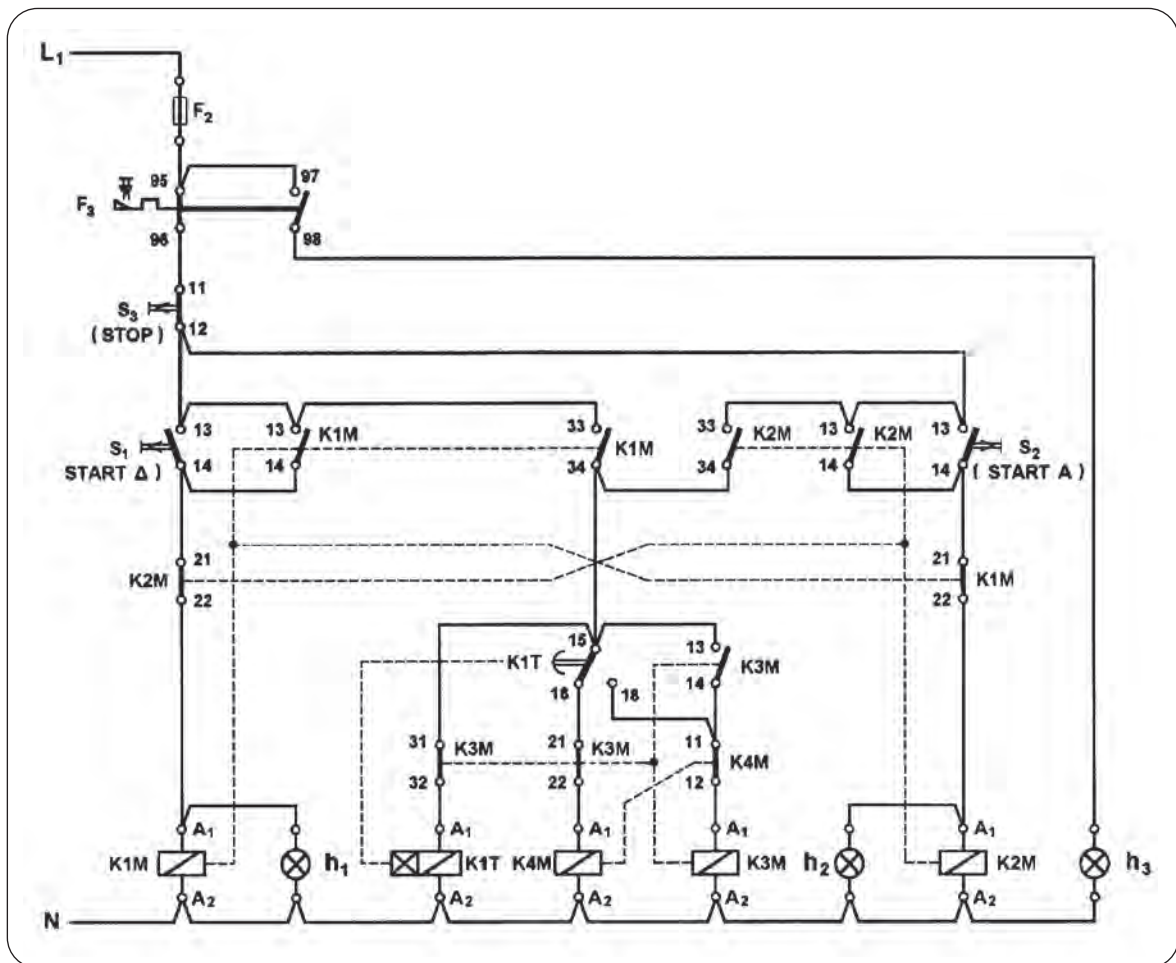 L₁
F₂
95 97
F₃
96 98
11
S₃
(STOP) 12
13 13 33 33 13 13
S₁ K1M K1M K2M K2M S₂
14 14 34 34 14 14
START Δ ) ( START A )
21 21
K2M K1M
22 22
15 13
K1T K3M
16 18 14
31 21 11
K3M K3M K4M
32 22 12
A₁ A₁ A₁ A₁ A₁
K1M h₁ K1T K4M K3M h₂ K2M h₃
A₂ A₂ A₂ A₂ A₂
N